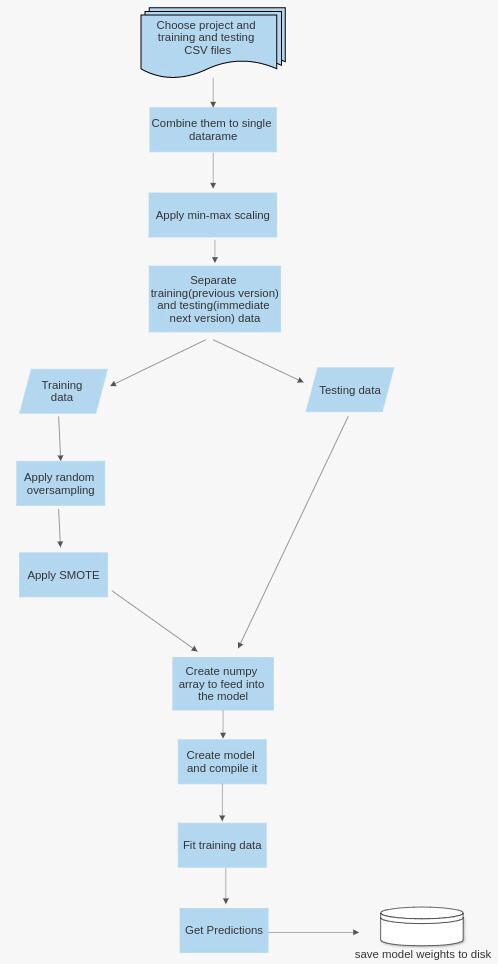 Choose project and
training and testing
CSV files
Combine them to single
datarame
Apply min-max scaling
Separate
training(previous version)
and testing(immediate
next version) data
Training
data
Testing data
Apply random
oversampling
Apply SMOTE
Create numpy
array to feed into
the model
Create model
and compile it
Fit training data
Get Predictions
save model weights to disk